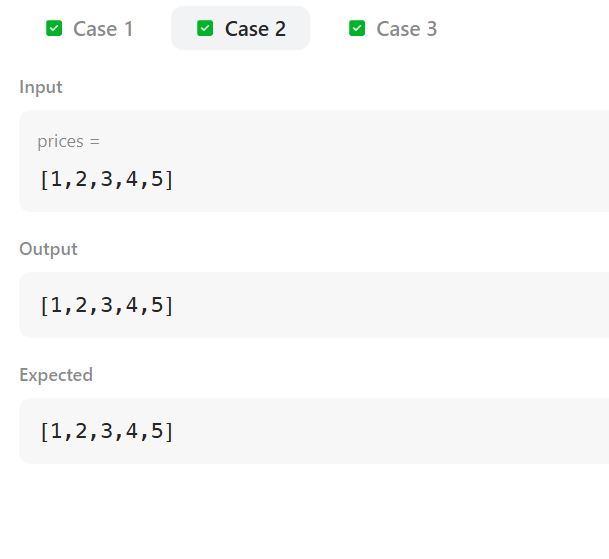 Case 1 Case 2 Case 3
Input
prices =
[1,2,3,4,5]
Output
[1,2,3,4,5]
Expected
[1,2,3,4,5]